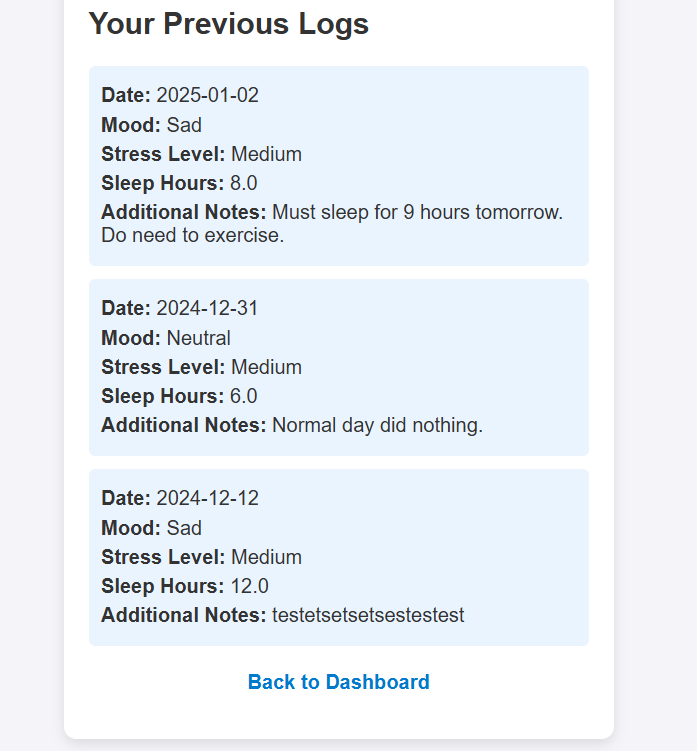 Your Previous Logs
Date: 2025-01-02
Mood: Sad
Stress Level: Medium
Sleep Hours: 8.0
Additional Notes: Must sleep for 9 hours tomorrow.
Do need to exercise.
Date: 2024-12-31
Mood: Neutral
Stress Level: Medium
Sleep Hours: 6.0
Additional Notes: Normal day did nothing.
Date: 2024-12-12
Mood: Sad
Stress Level: Medium
Sleep Hours: 12.0
Additional Notes: testetsetsetsestestest
Back to Dashboard